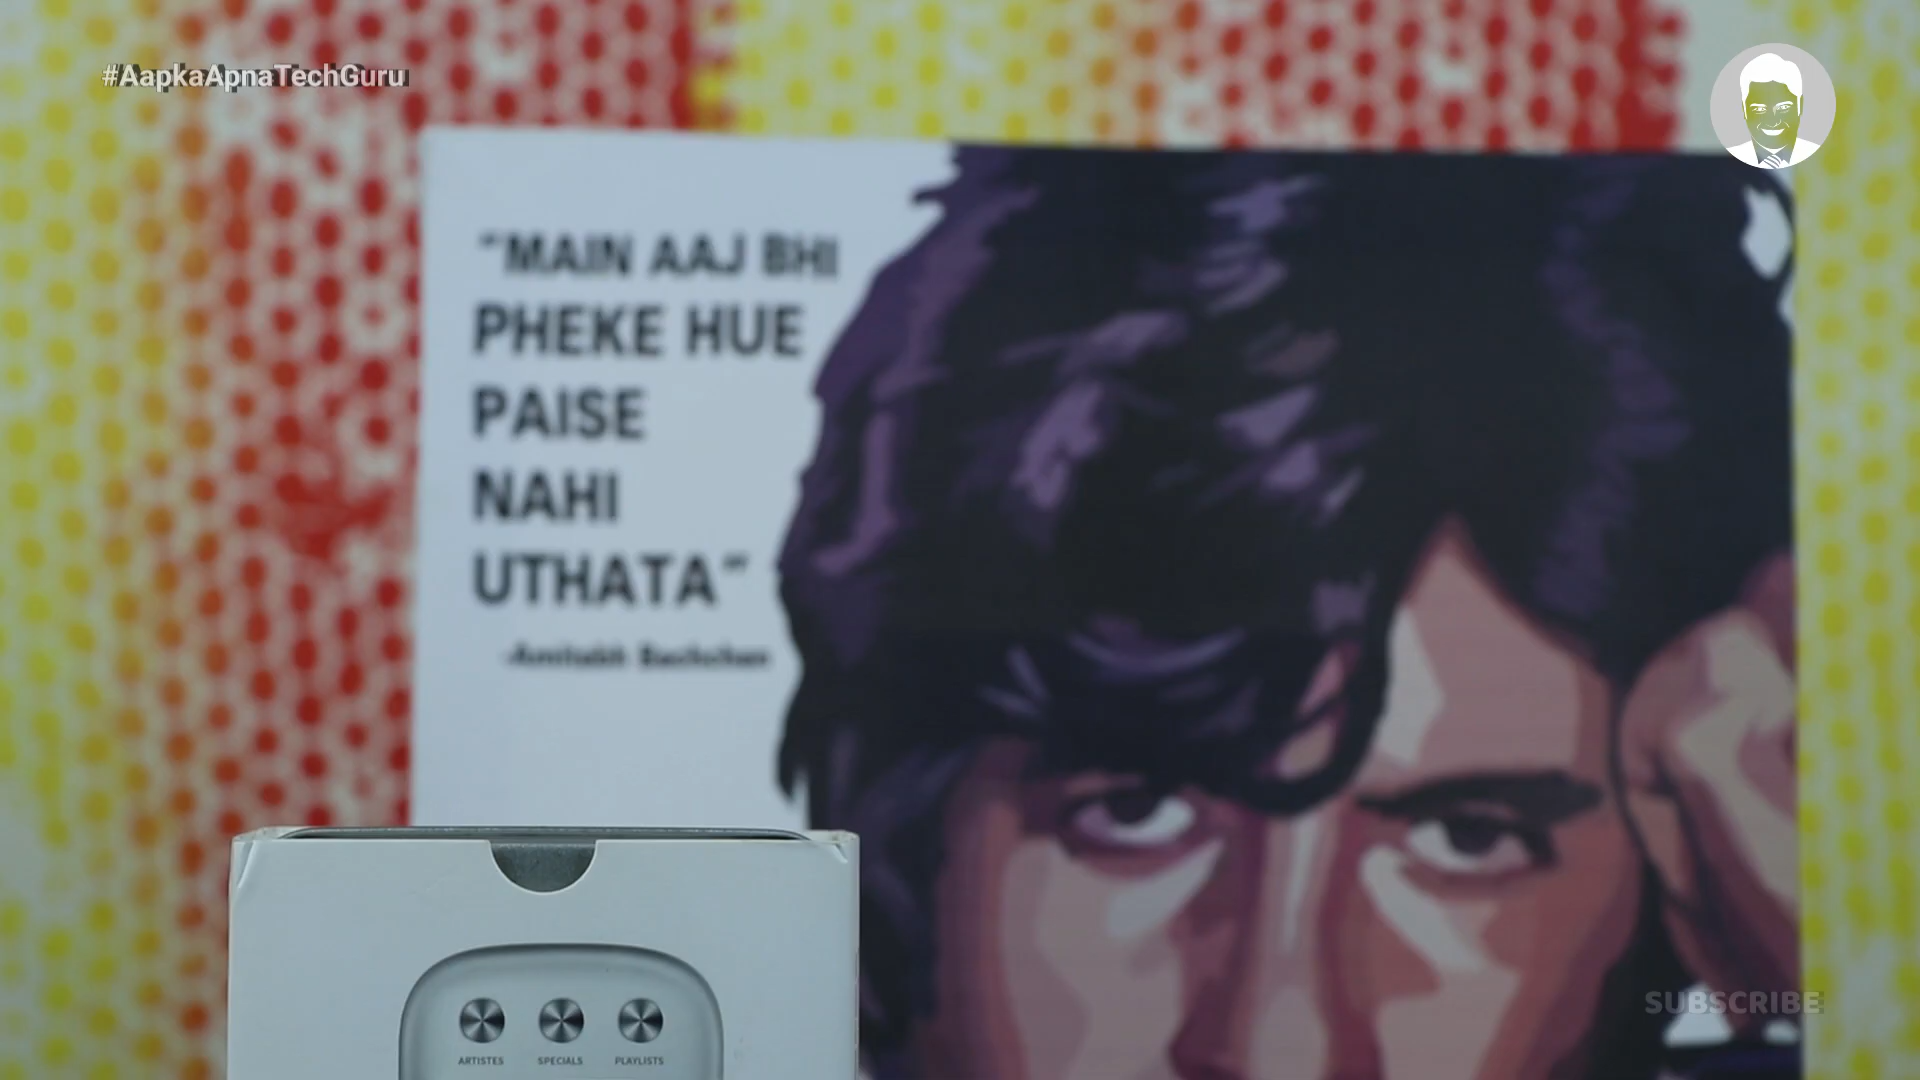 #AapkaApnaTechGuru
"MAIN AAJ BHI
PHEKE HUE
PAISE
NAHI
UTHATA"
-Amitabh Bachchan
ARTISTES SPECIALS PLAYLISTS
SUBSCRIBE